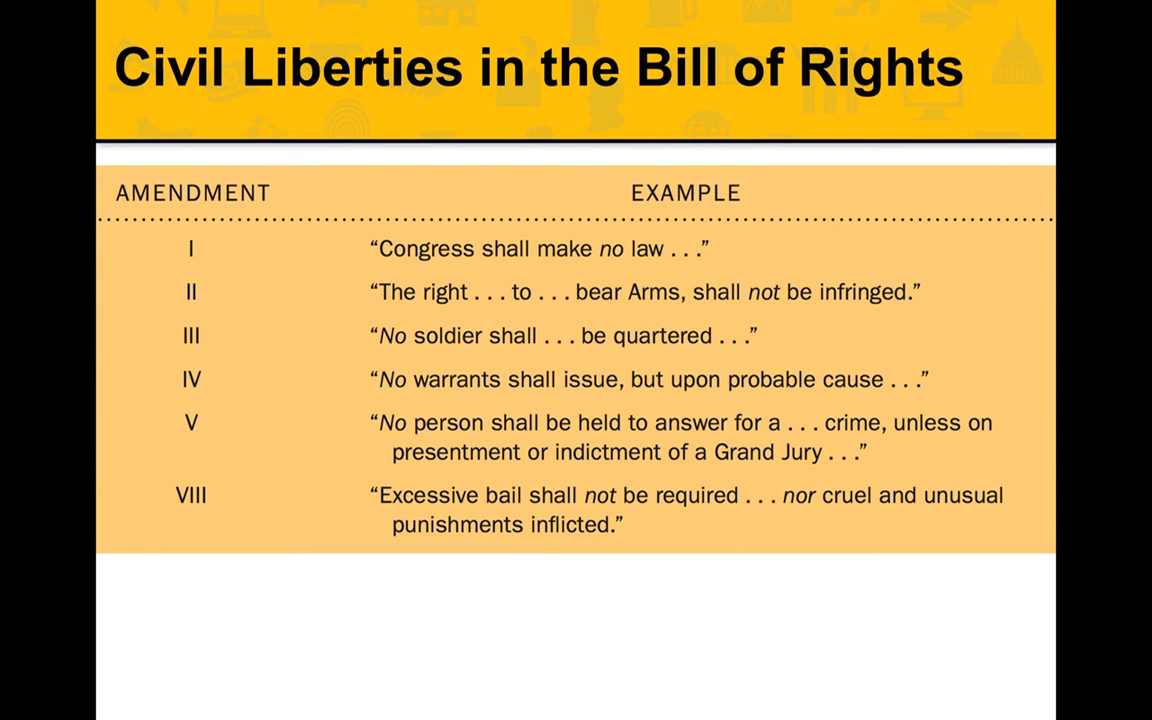 Civil Liberties in the Bill of Rights
AMENDMENT EXAMPLE
I “Congress shall make no law . . .”
II “The right . . . to . . . bear Arms, shall not be infringed.”
III “No soldier shall . . . be quartered . . .”
IV “No warrants shall issue, but upon probable cause . . .”
V “No person shall be held to answer for a . . . crime, unless on
presentment or indictment of a Grand Jury . . .”
VIII “Excessive bail shall not be required . . . nor cruel and unusual
punishments inflicted.”